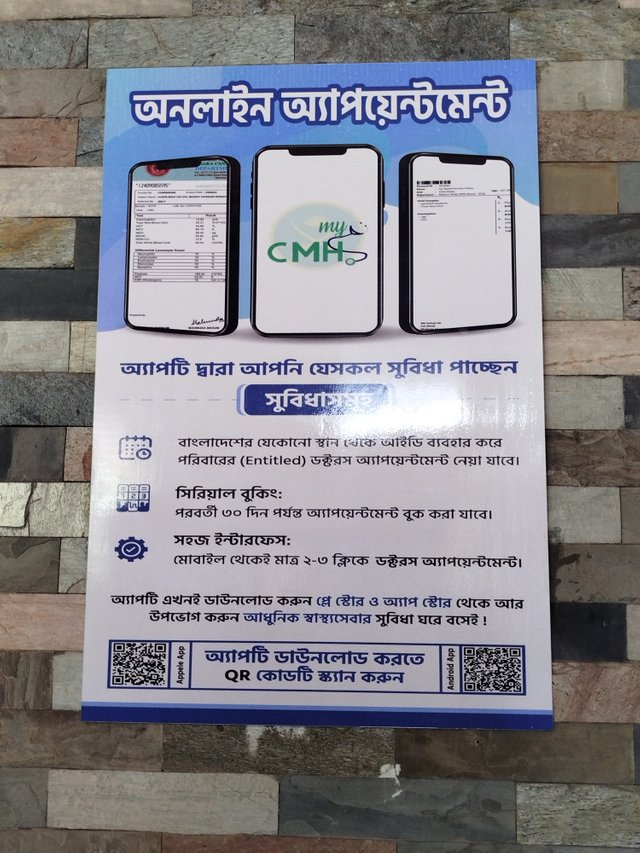 অনলাইন অ্যাপয়েন্টমেন্ট
"12409085595"
my
CMH
অ্যাপটি দ্বারা আপনি যেসকল সুবিধা পাচ্ছেন
সুবিধাসমূহ
বাংলাদেশের যেকোনো স্থান থেকে আইডি ব্যবহার করে
পরিবারের (Entitled) ডক্টরস অ্যাপয়েন্টমেন্ট নেয়া যাবে।
সিরিয়াল বুকিং:
পরবর্তী ৩০ দিন পর্যন্ত অ্যাপয়েন্টমেন্ট বুক করা যাবে।
সহজ ইন্টারফেস:
মোবাইল থেকেই মাত্র ২-৩ ক্লিকে ডক্টরস অ্যাপয়েন্টমেন্ট।
অ্যাপটি এখনই ডাউনলোড করুন প্লে স্টোর ও অ্যাপ স্টোর থেকে আর
উপভোগ করুন আধুনিক স্বাস্থ্যসেবার সুবিধা ঘরে বসেই !
Appele App
অ্যাপটি ডাউনলোড করতে
QR কোডটি স্ক্যান করুন
Android App